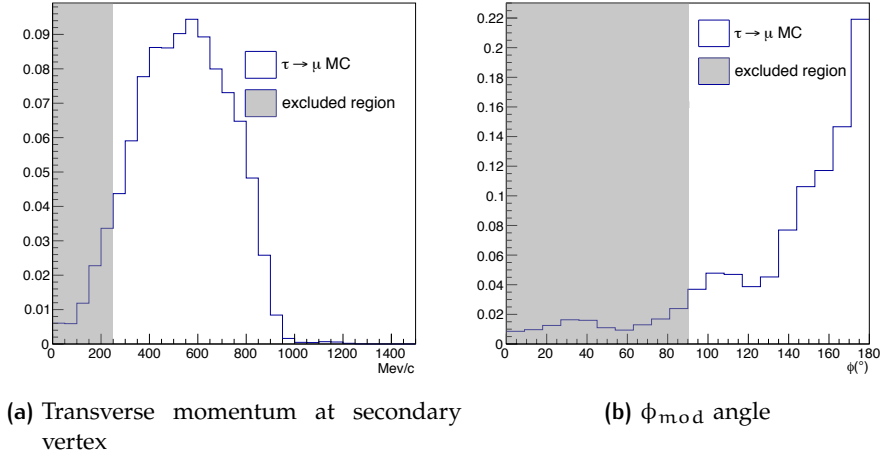 0.09
0.08
0.07
0.06
0.05
0.04
0.03
0.02
0.01
0
τ → μ MC
excluded region
0 200 400 600 800 1000 1200 1400
Mev/c
(a) Transverse momentum at secondary
vertex
0.22
0.2
0.18
0.16
0.14
0.12
0.1
0.08
0.06
0.04
0.02
0
τ → μ MC
excluded region
0 20 40 60 80 100 120 140 160 180
ϕ(°)
(b) ϕmod angle